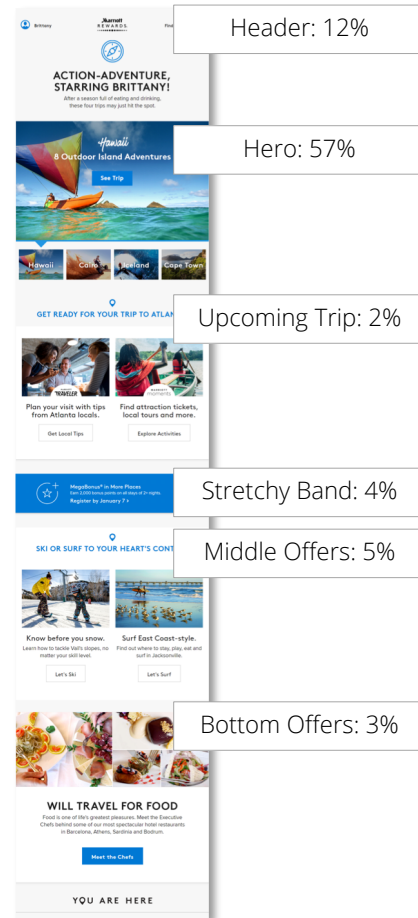 Brittany
Marriott
REWARDS.
Find
Header: 12%
ACTION-ADVENTURE,
STARRING BRITTANY!
After a season full of eating and drinking,
these four trips may just hit the spot.
Hero: 57%
Hawaii
8 Outdoor Island Adventures
See Trip
Hawaii
Cairns
Iceland
Cape Town
Upcoming Trip: 2%
GET READY FOR YOUR TRIP TO ATLAN
TRAVELER
MARRIOTT
moments
Plan your visit with tips
from Atlanta locals.
Find attraction tickets,
local tours and more.
Get Local Tips
Explore Activities
Stretchy Band: 4%
MegaBonus® in More Places
Earn 2,000 bonus points on all stays of 2+ nights.
Register by January 7 >
Middle Offers: 5%
SKI OR SURF TO YOUR HEART'S CONT
Know before you snow.
Learn how to tackle Vail's slopes, no
matter your skill level.
Surf East Coast-style.
Find out where to stay, play, eat and
surf in Jacksonville.
Let's Ski
Let's Surf
Bottom Offers: 3%
WILL TRAVEL FOR FOOD
Food is one of life's greatest pleasures. Meet the Executive
Chefs behind some of our most spectacular hotel restaurants
in Barcelona, Athens, Sardinia and Bodrum.
Meet the Chefs
YOU ARE HERE